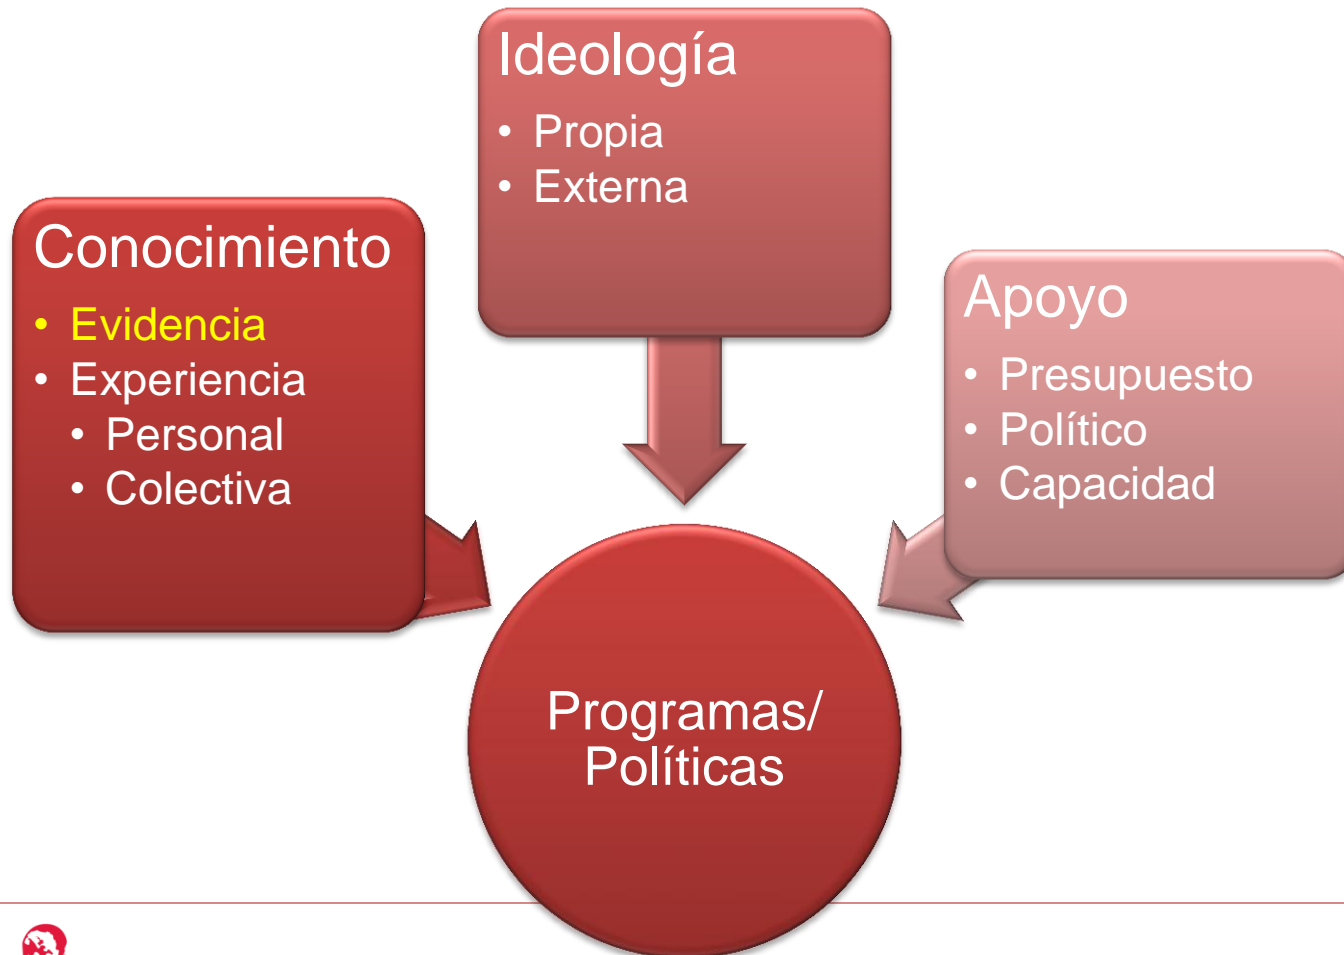 Ideología
• Propia
• Externa
Conocimiento
• Evidencia
• Experiencia
• Personal
• Colectiva
Apoyo
• Presupuesto
• Político
• Capacidad
Programas/
Políticas